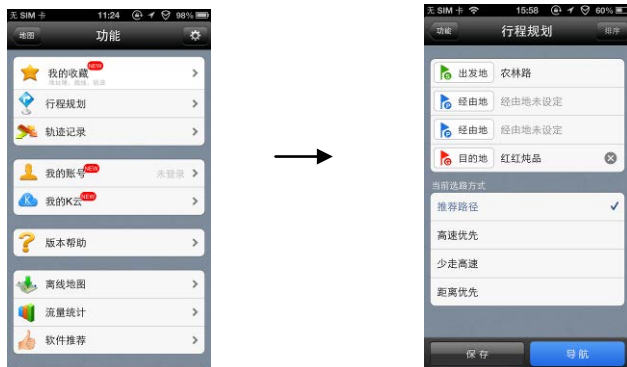 无 SIM 卡 11:24 98%
地图 功能
我的收藏 NEW
行程规划
轨迹记录
我的账号 NEW 未登录
我的K云 NEW
版本帮助
离线地图
流量统计
软件推荐
无 SIM 卡 15:58 60%
功能 行程规划 排序
出发地 农林路
经由地 经由地未设定
经由地 经由地未设定
目的地 红红炖品
当前选路方式
推荐路径
高速优先
少走高速
距离优先
保存 导航